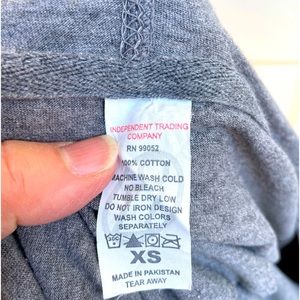 INDEPENDENT TRADING
COMPANY
RN 99052
100% COTTON
MACHINE WASH COLD
NO BLEACH
TUMBLE DRY LOW
DO NOT IRON DESIGN
WASH COLORS
SEPARATELY
XS
MADE IN PAKISTAN
TEAR AWAY